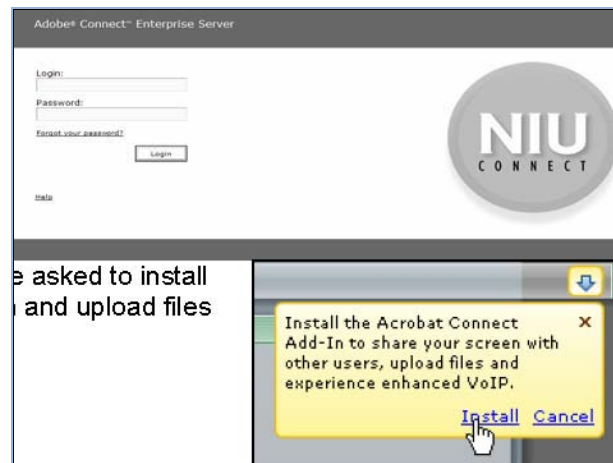 Adobe® Connect™ Enterprise Server
Login:
Password:
Forgot your password?
Login
Help
NIU
CONNECT
e asked to install
and upload files
Install the Acrobat Connect
Add-In to share your screen with
other users, upload files and
experience enhanced VoIP.
Install Cancel